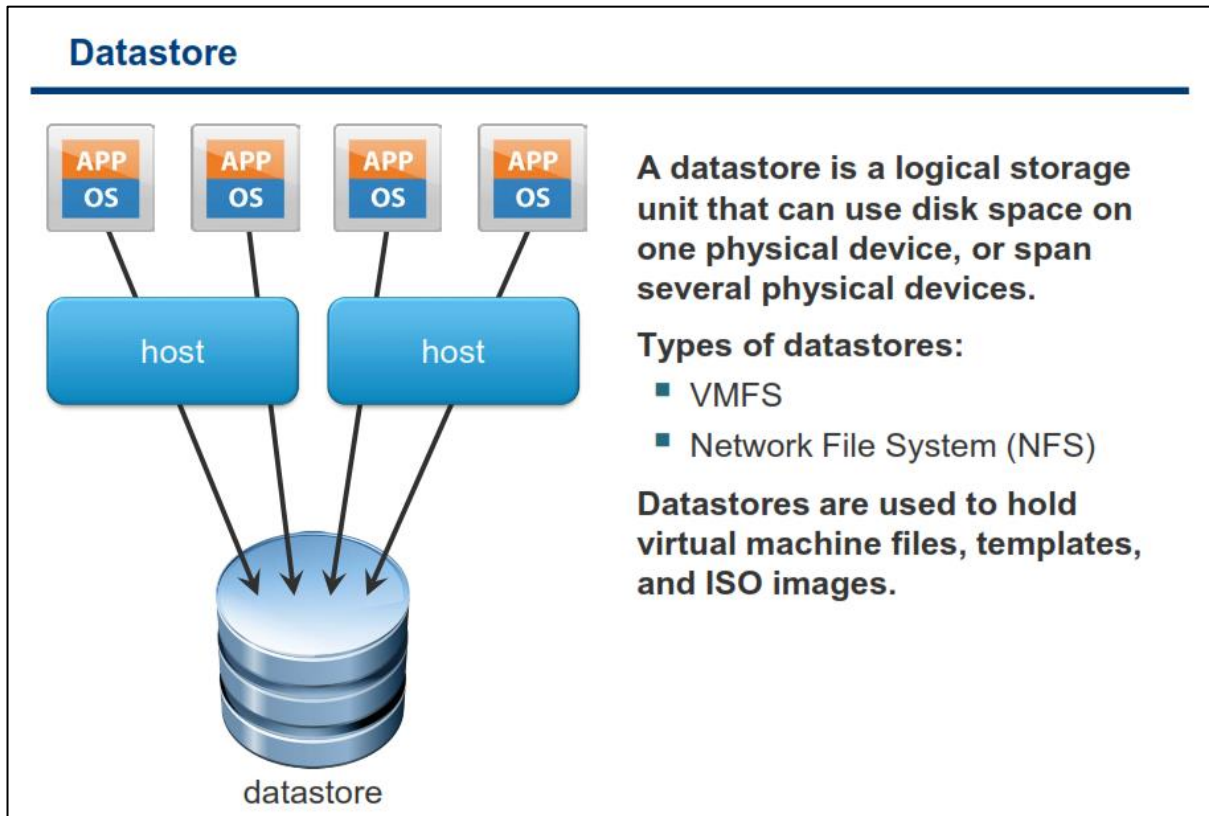 Datastore
APP
OS
APP
OS
APP
OS
APP
OS
host
host
datastore
A datastore is a logical storage
unit that can use disk space on
one physical device, or span
several physical devices.
Types of datastores:
▪ VMFS
▪ Network File System (NFS)
Datastores are used to hold
virtual machine files, templates,
and ISO images.